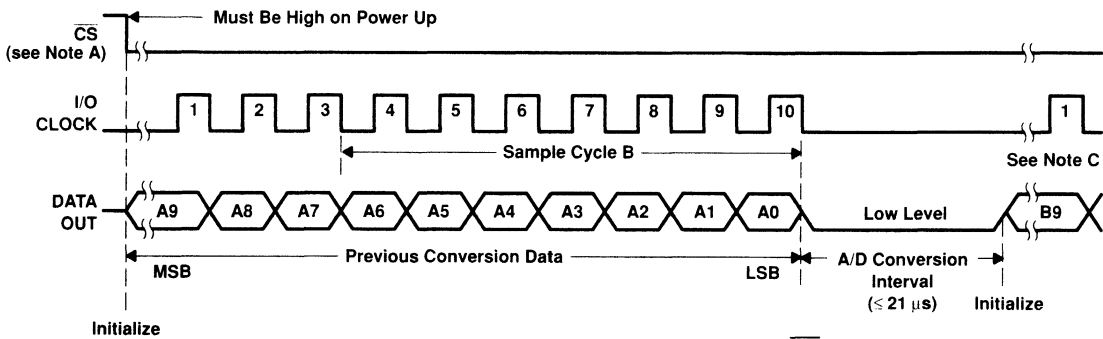 Must Be High on Power Up
CS
(see Note A)
I/O
CLOCK
1 2 3 4 5 6 7 8 9 10 1
Sample Cycle B
See Note C
DATA
OUT
A9 A8 A7 A6 A5 A4 A3 A2 A1 A0 Low Level B9
Previous Conversion Data
MSB LSB
A/D Conversion
Interval
(≤ 21 μs)
Initialize
Initialize